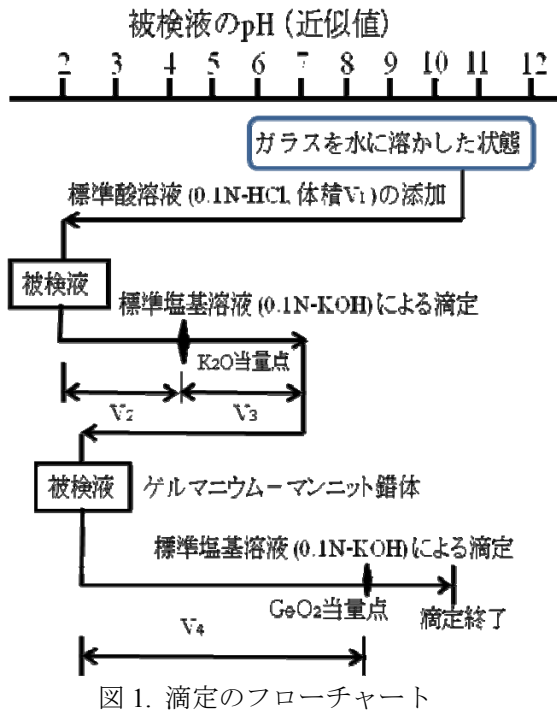 被検液のpH (近似値)
2 3 4 5 6 7 8 9 10 11 12
ガラスを水に溶かした状態
標準酸溶液 (0.1N-HCl, 体積V1) の添加
被検液
標準塩基溶液 (0.1N-KOH) による滴定
K2O当量点
V2 V3
被検液 ゲルマニウム－マンニット錯体
標準塩基溶液 (0.1N-KOH) による滴定
GeO2当量点 滴定終了
V4
図 1. 滴定のフローチャート